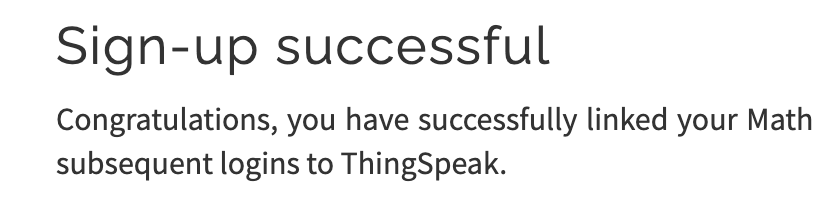 Sign-up successful
Congratulations, you have successfully linked your Math
subsequent logins to ThingSpeak.